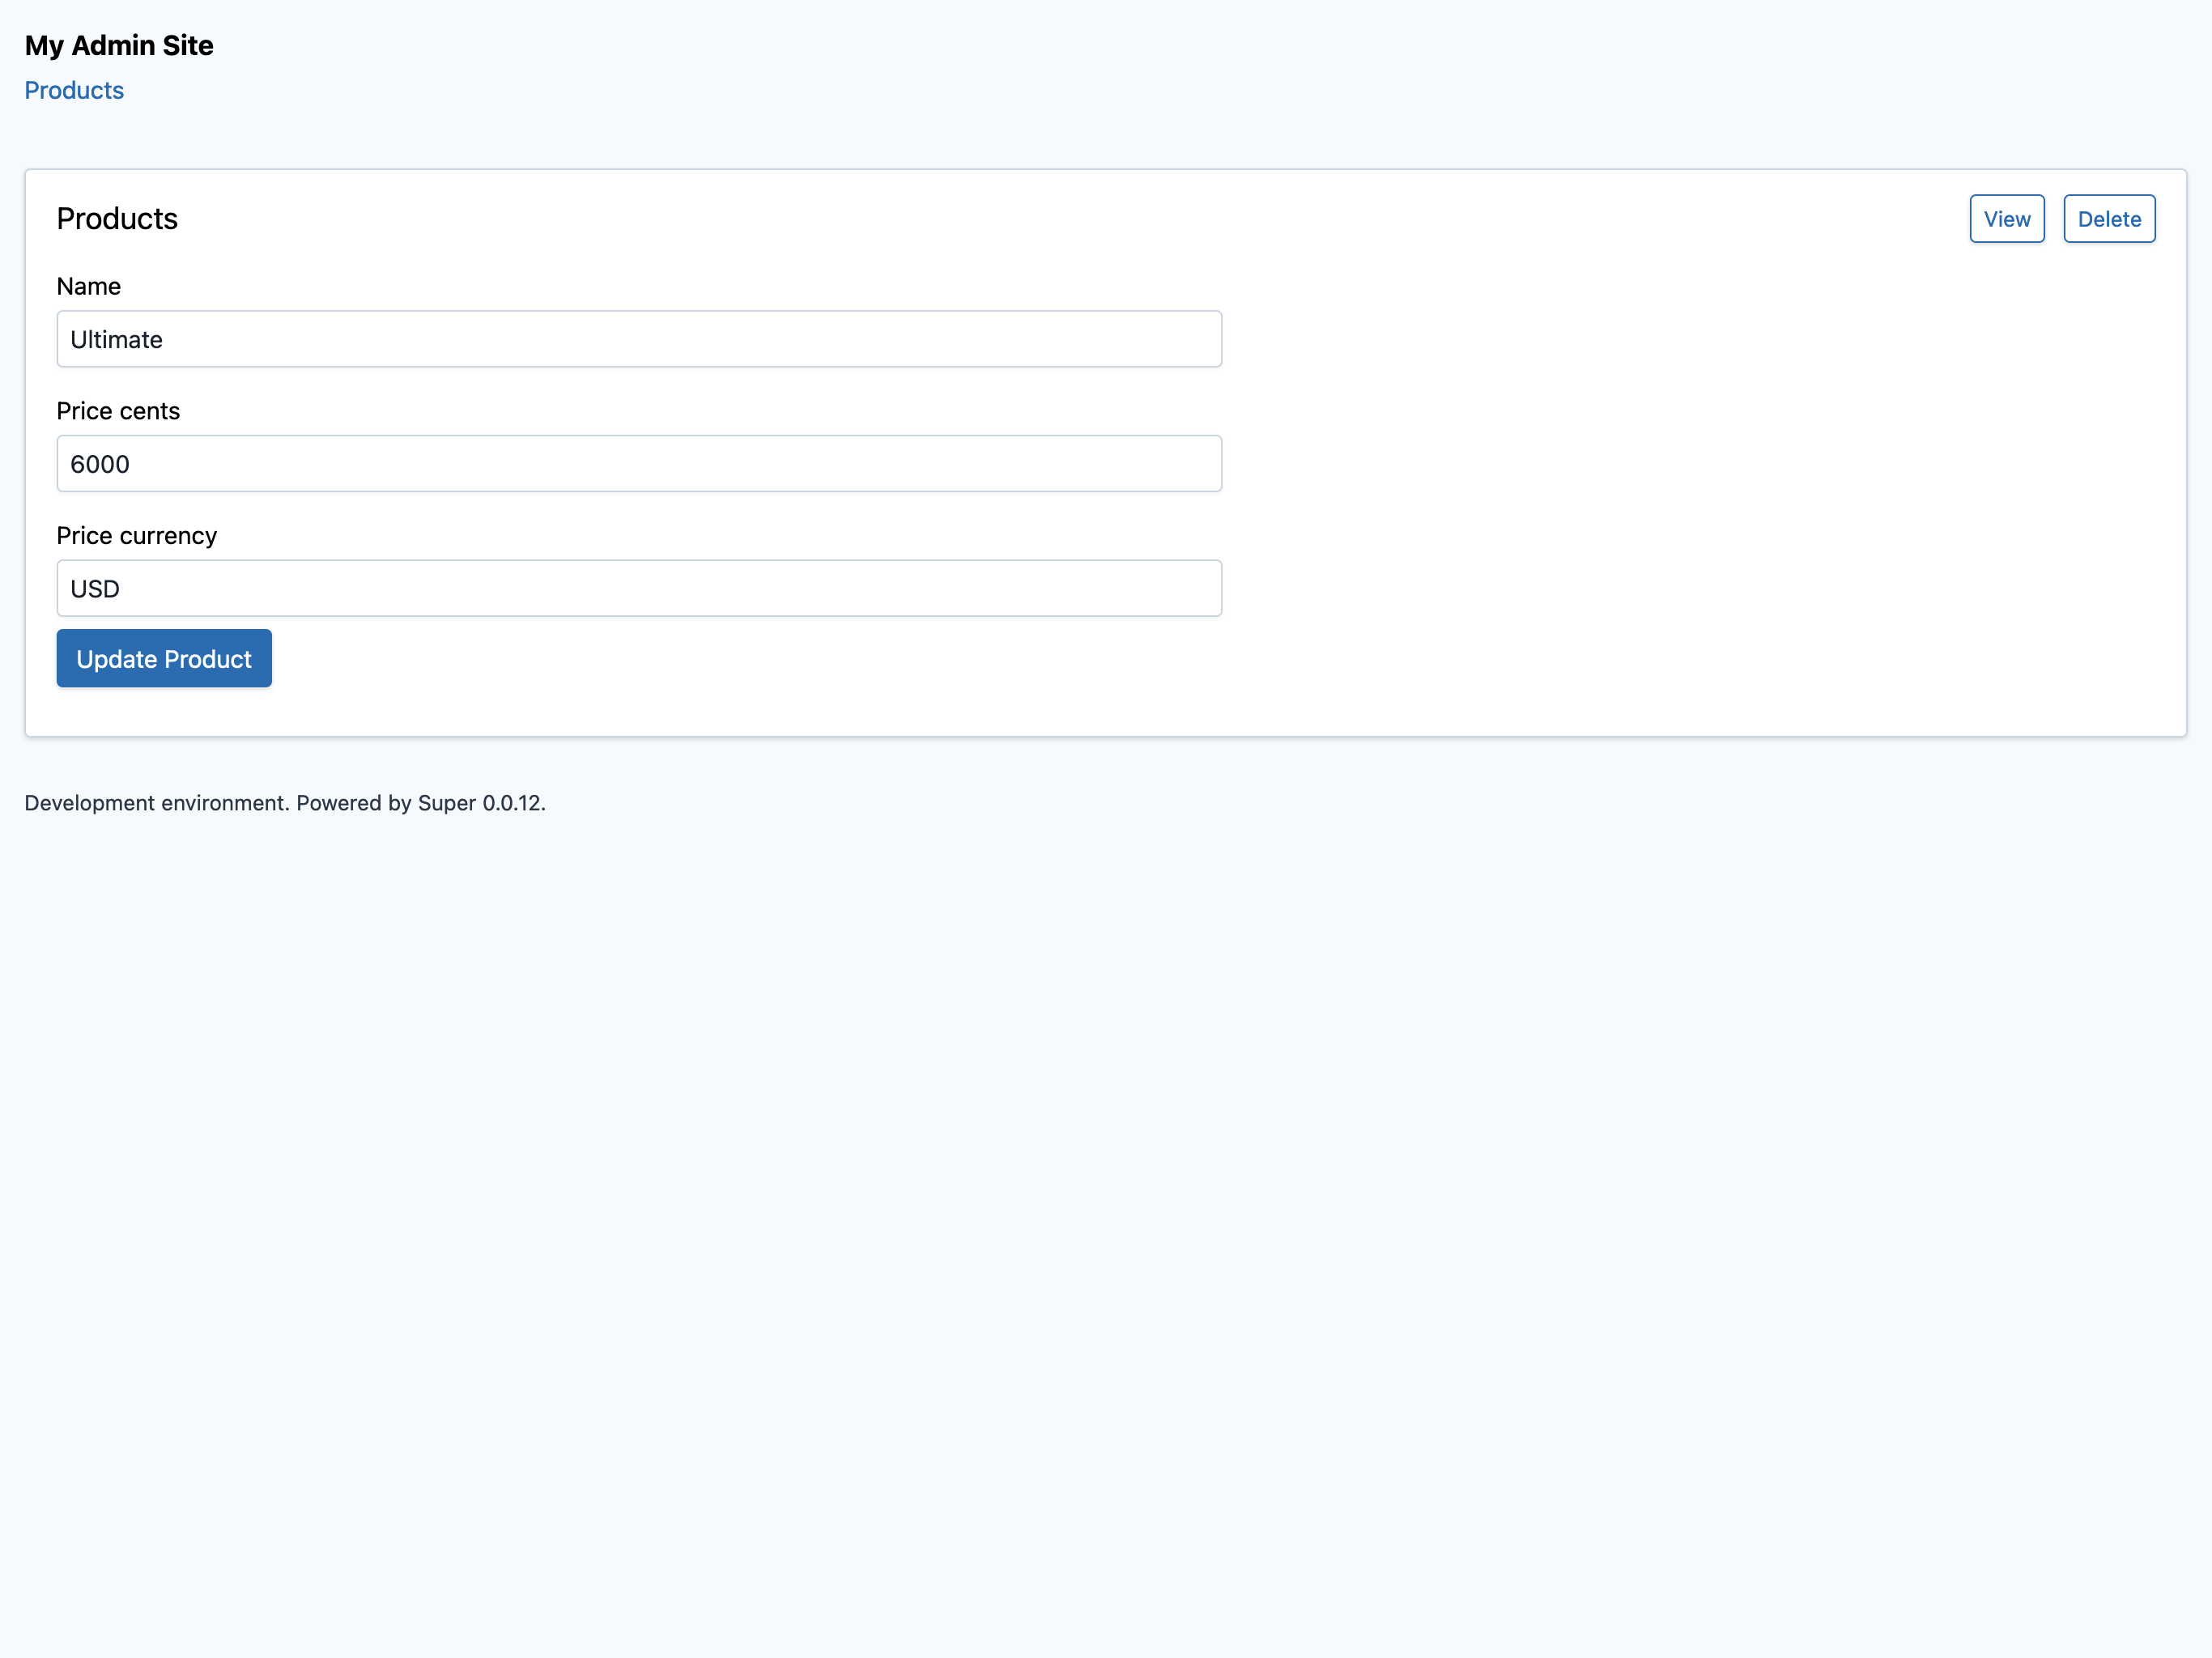 My Admin Site
Products
Products
View
Delete
Name
Ultimate
Price cents
6000
Price currency
USD
Update Product
Development environment. Powered by Super 0.0.12.